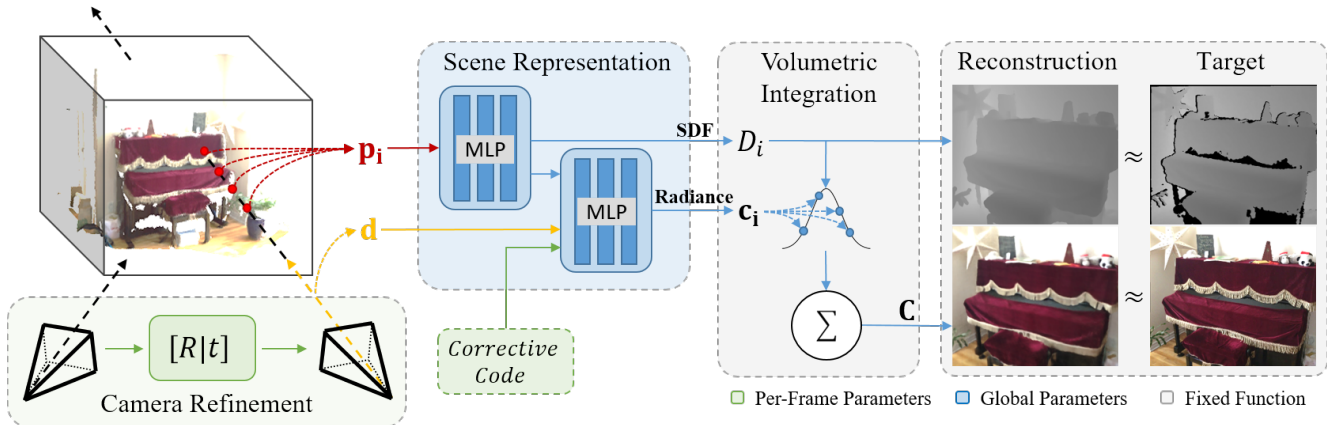 Scene Representation
Volumetric
Integration
Reconstruction
Target
MLP
SDF
D_i
≈
p_i
MLP
Radiance
c_i
d
[R|t]
Camera Refinement
Corrective
Code
∑
C
≈
Per-Frame Parameters
Global Parameters
Fixed Function